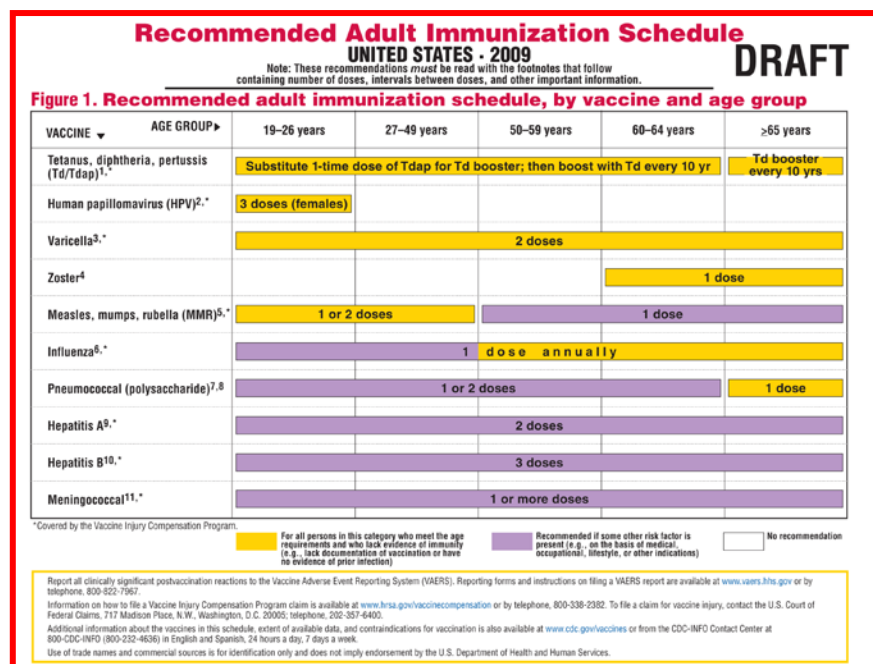 Recommended Adult Immunization Schedule
UNITED STATES · 2009
DRAFT
Note: These recommendations must be read with the footnotes that follow
containing number of doses, intervals between doses, and other important information.
Figure 1. Recommended adult immunization schedule, by vaccine and age group
VACCINE ▼ AGE GROUP► 19–26 years 27–49 years 50–59 years 60–64 years ≥65 years
Tetanus, diphtheria, pertussis
(Td/Tdap)1,*
Substitute 1-time dose of Tdap for Td booster; then boost with Td every 10 yr
Td booster
every 10 yrs
Human papillomavirus (HPV)2,* 3 doses (females)
Varicella3,* 2 doses
Zoster4 1 dose
Measles, mumps, rubella (MMR)5,* 1 or 2 doses 1 dose
Influenza6,* 1 dose annually
Pneumococcal (polysaccharide)7,8 1 or 2 doses 1 dose
Hepatitis A9,* 2 doses
Hepatitis B10,* 3 doses
Meningococcal11,* 1 or more doses
*Covered by the Vaccine Injury Compensation Program.
For all persons in this category who meet the age
requirements and who lack evidence of immunity
(e.g., lack documentation of vaccination or have
no evidence of prior infection)
Recommended if some other risk factor is
present (e.g., on the basis of medical,
occupational, lifestyle, or other indications)
No recommendation
Report all clinically significant postvaccination reactions to the Vaccine Adverse Event Reporting System (VAERS). Reporting forms and instructions on filing a VAERS report are available at www.vaers.hhs.gov or by
telephone, 800-822-7967.
Information on how to file a Vaccine Injury Compensation Program claim is available at www.hrsa.gov/vaccinecompensation or by telephone, 800-338-2382. To file a claim for vaccine injury, contact the U.S. Court of
Federal Claims, 717 Madison Place, N.W., Washington, D.C. 20005; telephone, 202-357-6400.
Additional information about the vaccines in this schedule, extent of available data, and contraindications for vaccination is also available at www.cdc.gov/vaccines or from the CDC-INFO Contact Center at
800-CDC-INFO (800-232-4636) in English and Spanish, 24 hours a day, 7 days a week.
Use of trade names and commercial sources is for identification only and does not imply endorsement by the U.S. Department of Health and Human Services.